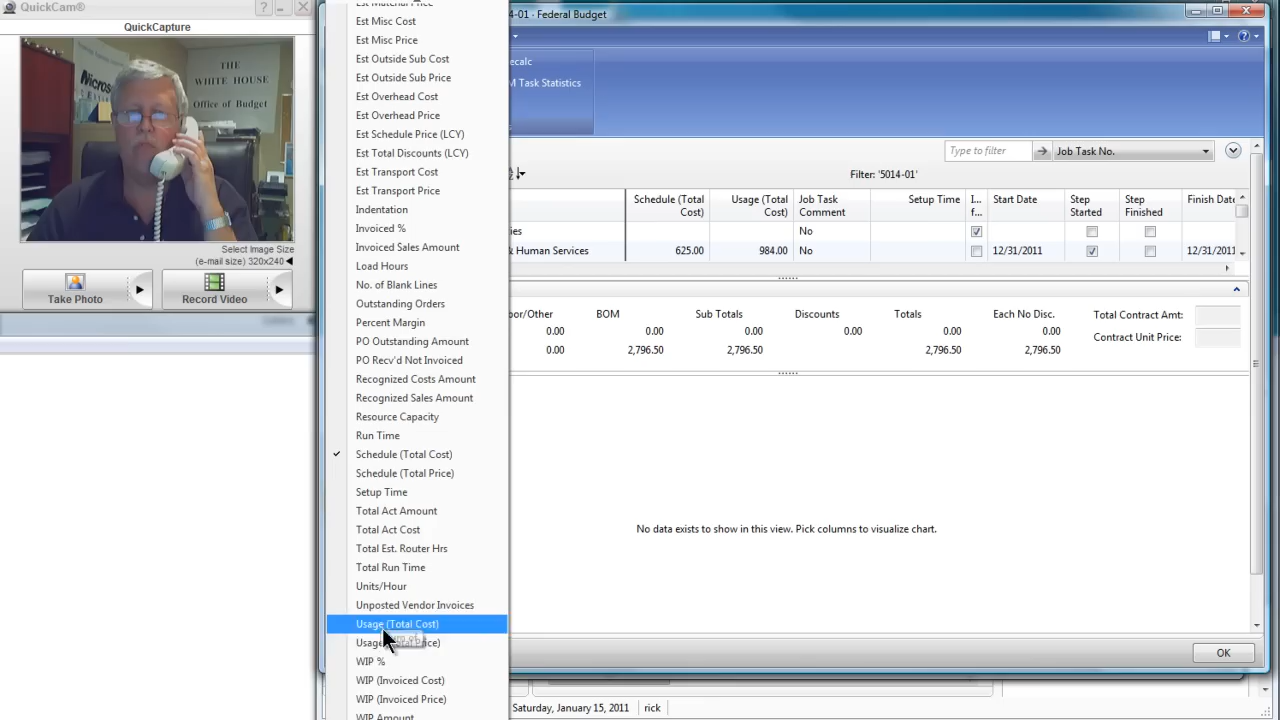 QuickCam®
QuickCapture
THE
WHITE HOUSE
Office of Budget
Select Image Size
(e-mail size) 320x240
Take Photo
Record Video
Est Misc Cost
Est Misc Price
Est Outside Sub Cost
Est Outside Sub Price
Est Overhead Cost
Est Overhead Price
Est Schedule Price (LCY)
Est Total Discounts (LCY)
Est Transport Cost
Est Transport Price
Indentation
Invoiced %
Invoiced Sales Amount
Load Hours
No. of Blank Lines
Outstanding Orders
Percent Margin
PO Outstanding Amount
PO Recv'd Not Invoiced
Recognized Costs Amount
Recognized Sales Amount
Resource Capacity
Run Time
Schedule (Total Cost)
Schedule (Total Price)
Setup Time
Total Act Amount
Total Act Cost
Total Est. Router Hrs
Total Run Time
Units/Hour
Unposted Vendor Invoices
Usage (Total Cost)
WIP %
WIP (Invoiced Cost)
WIP (Invoiced Price)
WIP Amount
4-01 - Federal Budget
ecalc
M Task Statistics
Type to filter
Job Task No.
Filter: '5014-01'
Schedule (Total Cost) Usage (Total Cost) Job Task Comment Setup Time I... f... Start Date Step Started Step Finished Finish Date
ies No
& Human Services 625.00 984.00 No 12/31/2011 12/31/2011
bor/Other BOM Sub Totals Discounts Totals Each No Disc. Total Contract Amt:
0.00 0.00 0.00 0.00 0.00 0.00 Contract Unit Price:
0.00 2,796.50 2,796.50 2,796.50 2,796.50
No data exists to show in this view. Pick columns to visualize chart.
OK
Saturday, January 15, 2011 rick